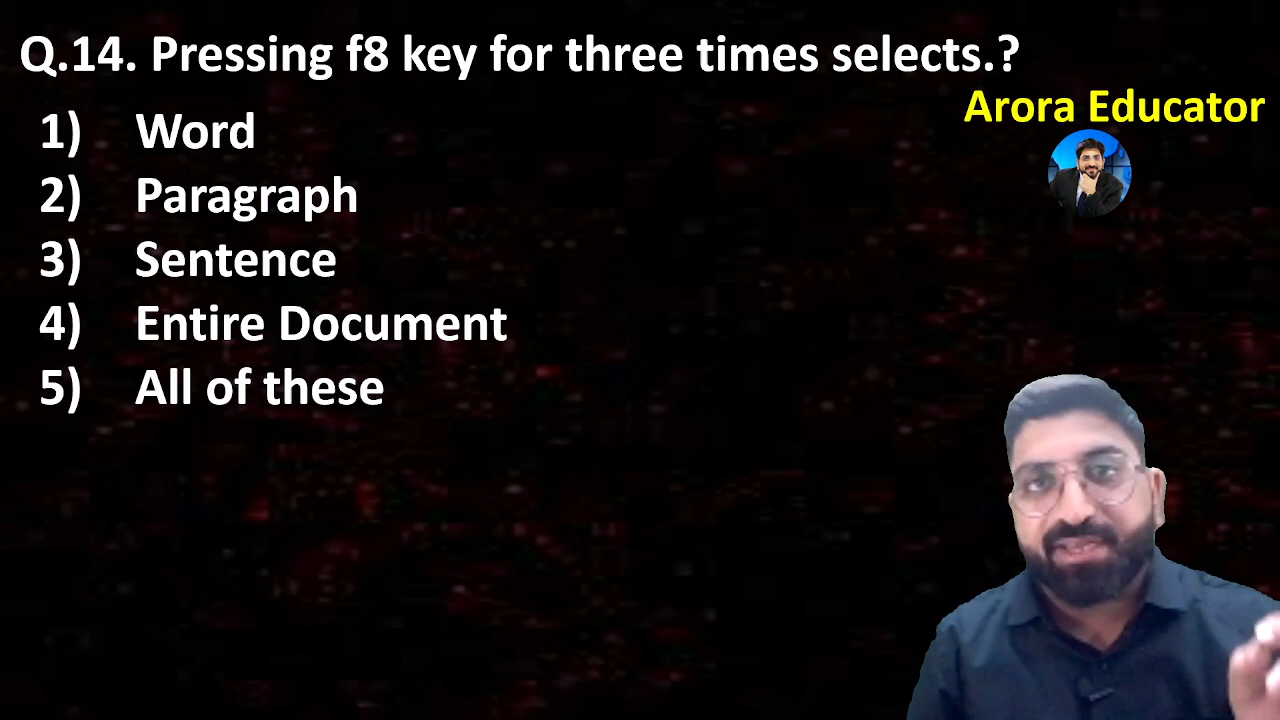 Q.14. Pressing f8 key for three times selects.?
Arora Educator
1) Word
2) Paragraph
3) Sentence
4) Entire Document
5) All of these